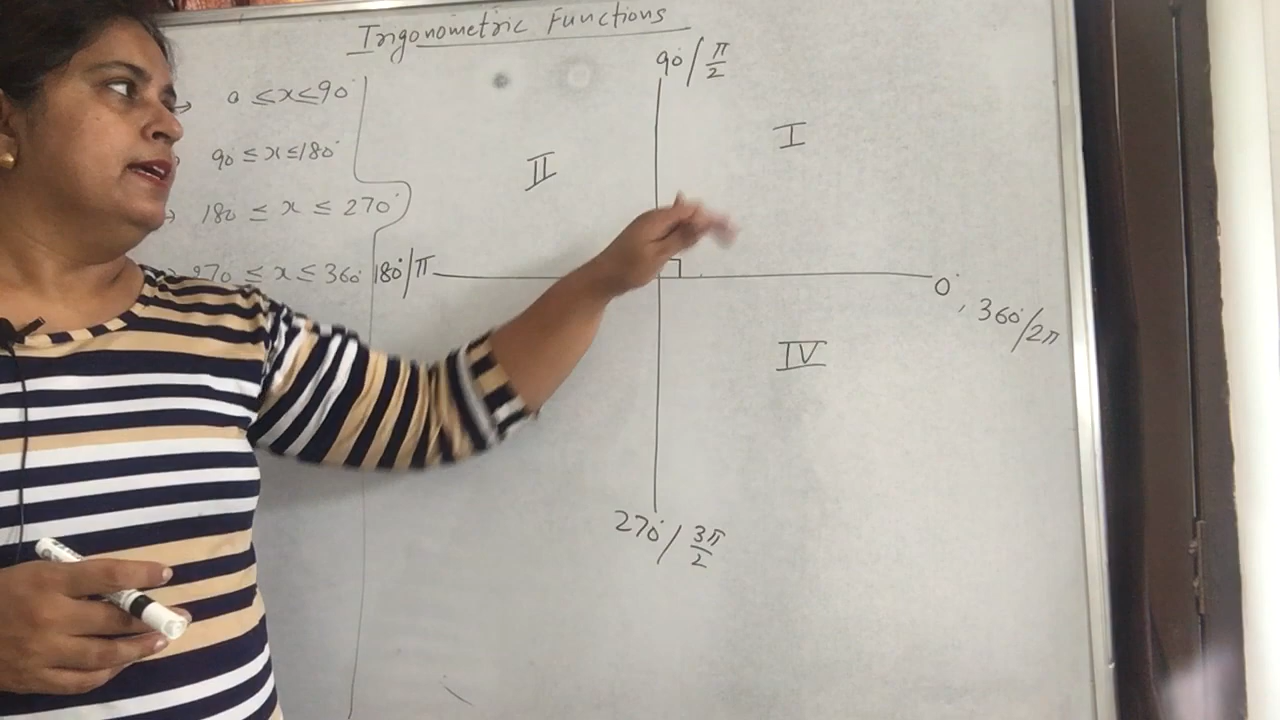 Trigonometric Functions
→ 0 ≤ x ≤ 90°
90° ≤ x ≤ 180°
→ 180 ≤ x ≤ 270°
270 ≤ x ≤ 360°
90° / π/2
I
II
180° / π
0°, 360° / 2π
IV
270° / 3π/2